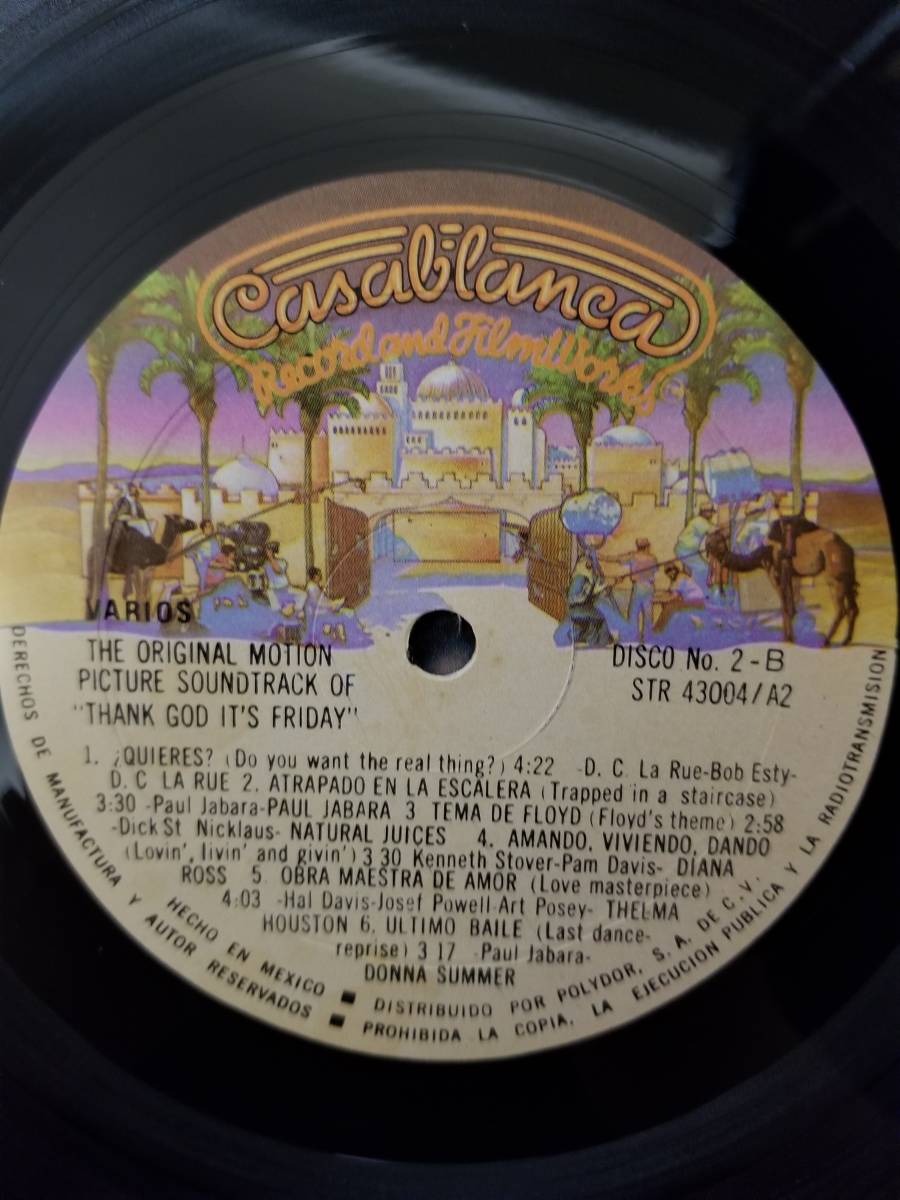 Casablanca
Record and FilmWorks
VARIOS
THE ORIGINAL MOTION
PICTURE SOUNDTRACK OF
"THANK GOD IT'S FRIDAY"
DISCO No. 2-B
STR 43004/A2
1. ¿QUIERES? (Do you want the real thing?) 4:22 -D. C. La Rue-Bob Esty-
D. C LA RUE 2. ATRAPADO EN LA ESCALERA (Trapped in a staircase)
3:30 -Paul Jabara-PAUL JABARA 3 TEMA DE FLOYD (Floyd's theme) 2:58
-Dick St Nicklaus- NATURAL JUICES 4. AMANDO, VIVIENDO, DANDO
(Lovin', livin' and givin') 3 30 Kenneth Stover-Pam Davis- DIANA
ROSS 5. OBRA MAESTRA DE AMOR (Love masterpiece)
4:03 -Hal Davis-Josef Powell-Art Posey- THELMA
HOUSTON 6. ULTIMO BAILE (Last dance-
reprise) 3 17 -Paul Jabara-
DONNA SUMMER
DERECHOS DE MANUFACTURA Y AUTOR RESERVADOS ■ PROHIBIDA LA COPIA, LA EJECUCION PUBLICA Y LA RADIOTRANSMISION
HECHO EN MEXICO ■ DISTRIBUIDO POR POLYDOR, S. A. DE C. V.